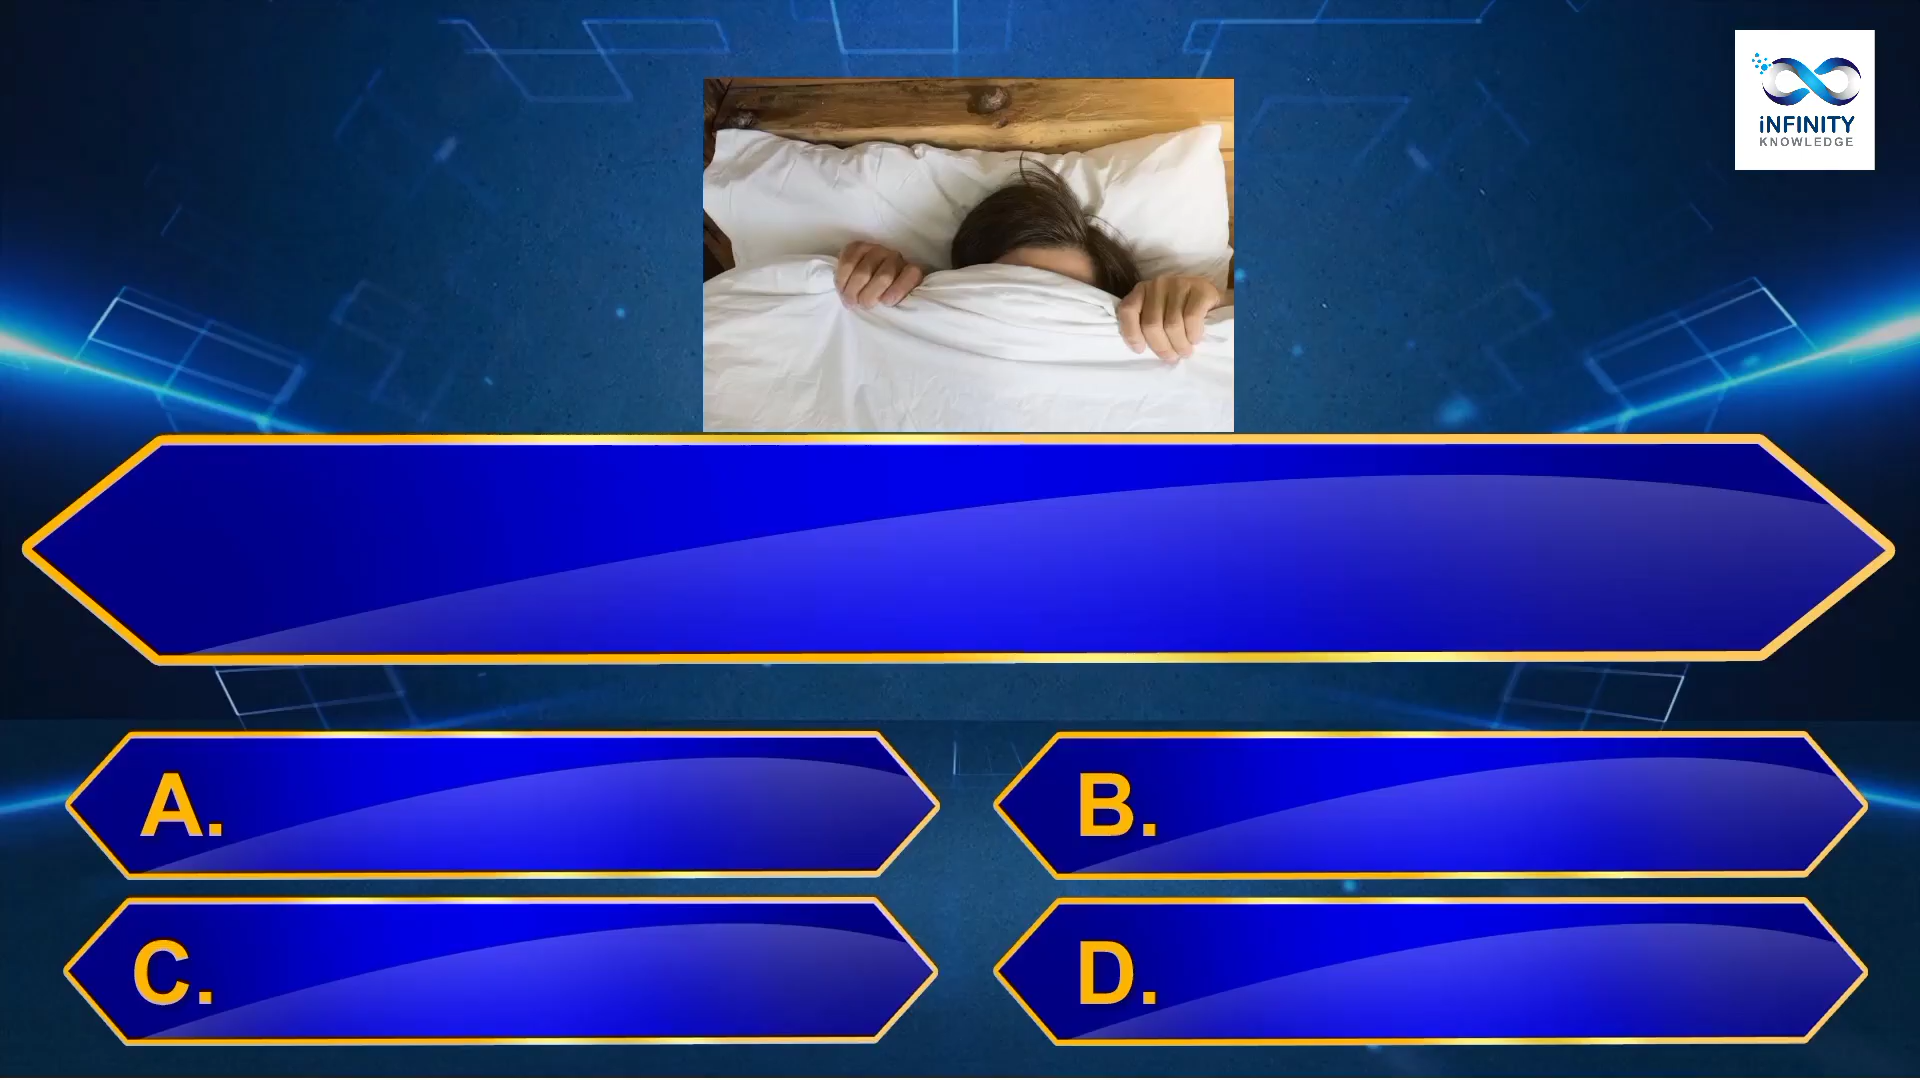 iNFINITY
KNOWLEDGE
A.
B.
C.
D.